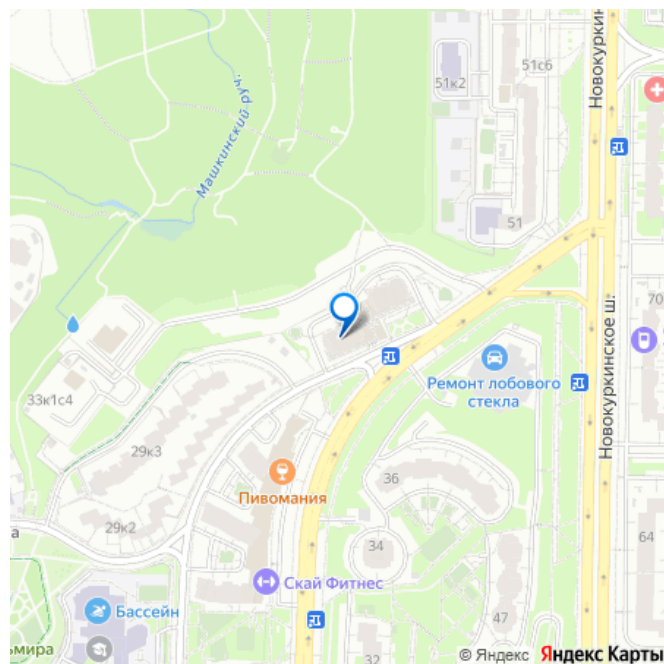 51с6
51к2
Новокуркин
Машкинский руч.
51
70
Новокуркинское ш.
Ремонт лобового
стекла
33к1с4
29к3
36
Пивомания
29к2
а
34
64
Скай Фитнес
Бассейн
47
ьмира
32
© Яндекс Яндекс Карты